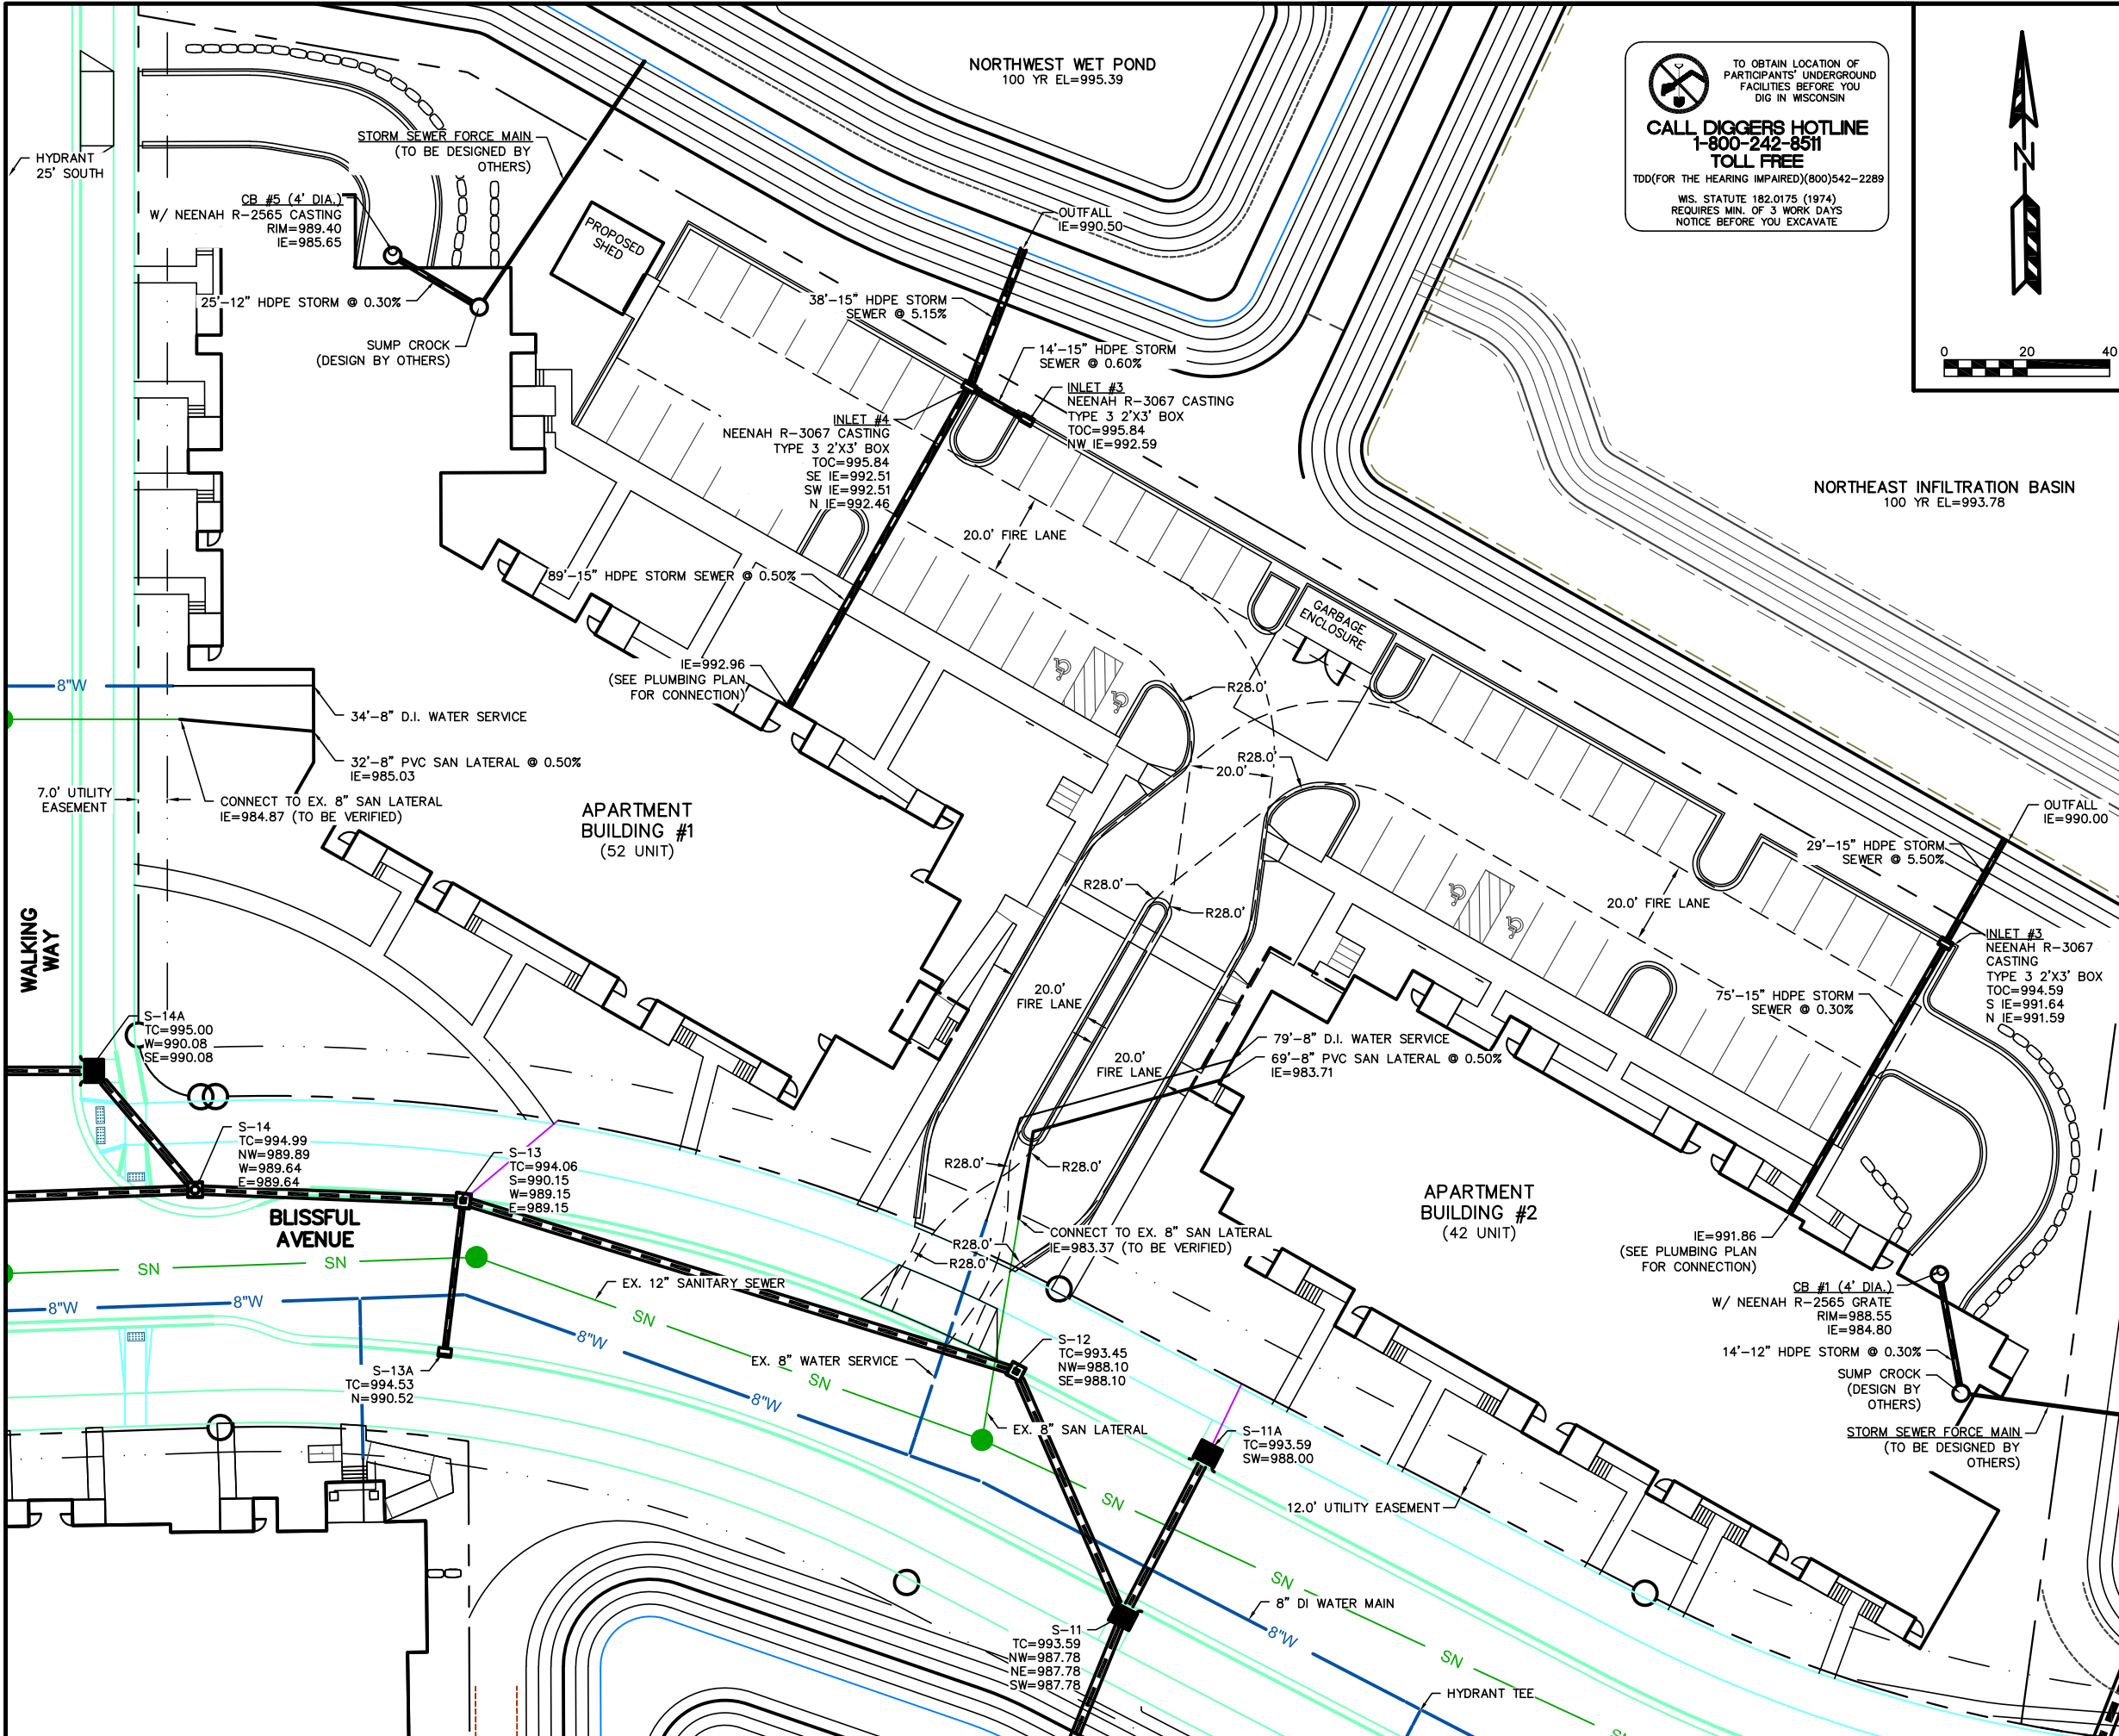 NORTHWEST WET POND
100 YR EL=995.39
TO OBTAIN LOCATION OF
PARTICIPANTS' UNDERGROUND
FACILITIES BEFORE YOU
DIG IN WISCONSIN
CALL DIGGERS HOTLINE
1-800-242-8511
TOLL FREE
TDD(FOR THE HEARING IMPAIRED)(800)542-2289
WIS. STATUTE 182.0175 (1974)
REQUIRES MIN. OF 3 WORK DAYS
NOTICE BEFORE YOU EXCAVATE
N
0 20 40
HYDRANT
25' SOUTH
STORM SEWER FORCE MAIN
(TO BE DESIGNED BY
OTHERS)
CB #5 (4' DIA.)
W/ NEENAH R-2565 CASTING
RIM=989.40
IE=985.65
25'-12" HDPE STORM @ 0.30%
SUMP CROCK
(DESIGN BY OTHERS)
PROPOSED
SHED
OUTFALL
IE=990.50
38'-15" HDPE STORM
SEWER @ 5.15%
14'-15" HDPE STORM
SEWER @ 0.60%
INLET #3
NEENAH R-3067 CASTING
TYPE 3 2'X3' BOX
TOC=995.84
NW IE=992.59
INLET #4
NEENAH R-3067 CASTING
TYPE 3 2'X3' BOX
TOC=995.84
SE IE=992.51
SW IE=992.51
N IE=992.46
NORTHEAST INFILTRATION BASIN
100 YR EL=993.78
20.0' FIRE LANE
89'-15" HDPE STORM SEWER @ 0.50%
GARBAGE
ENCLOSURE
IE=992.96
(SEE PLUMBING PLAN
FOR CONNECTION)
8"W
34'-8" D.I. WATER SERVICE
32'-8" PVC SAN LATERAL @ 0.50%
IE=985.03
7.0' UTILITY
EASEMENT
CONNECT TO EX. 8" SAN LATERAL
IE=984.87 (TO BE VERIFIED)
APARTMENT
BUILDING #1
(52 UNIT)
R28.0'
R28.0'
20.0'
R28.0'
R28.0'
OUTFALL
IE=990.00
29'-15" HDPE STORM
SEWER @ 5.50%
20.0' FIRE LANE
INLET #3
NEENAH R-3067
CASTING
TYPE 3 2'X3' BOX
TOC=994.59
S IE=991.64
N IE=991.59
75'-15" HDPE STORM
SEWER @ 0.30%
WALKING
WAY
20.0'
FIRE LANE
20.0'
FIRE LANE
79'-8" D.I. WATER SERVICE
69'-8" PVC SAN LATERAL @ 0.50%
IE=983.71
S-14A
TC=995.00
W=990.08
SE=990.08
S-14
TC=994.99
NW=989.89
W=989.64
E=989.64
S-13
TC=994.06
S=990.15
W=989.15
E=989.15
R28.0'
R28.0'
APARTMENT
BUILDING #2
(42 UNIT)
BLISSFUL
AVENUE
CONNECT TO EX. 8" SAN LATERAL
IE=983.37 (TO BE VERIFIED)
R28.0'
R28.0'
IE=991.86
(SEE PLUMBING PLAN
FOR CONNECTION)
SN
SN
EX. 12" SANITARY SEWER
CB #1 (4' DIA.)
W/ NEENAH R-2565 GRATE
RIM=988.55
IE=984.80
8"W
8"W
SN
8"W
14'-12" HDPE STORM @ 0.30%
SUMP CROCK
(DESIGN BY
OTHERS)
S-12
TC=993.45
NW=988.10
SE=988.10
EX. 8" WATER SERVICE
S-13A
TC=994.53
N=990.52
SN
8"W
EX. 8" SAN LATERAL
S-11A
TC=993.59
SW=988.00
STORM SEWER FORCE MAIN
(TO BE DESIGNED BY
OTHERS)
12.0' UTILITY EASEMENT
SN
SN
8" DI WATER MAIN
8"W
S-11
TC=993.59
NW=987.78
NE=987.78
SW=987.78
SN
HYDRANT TEE